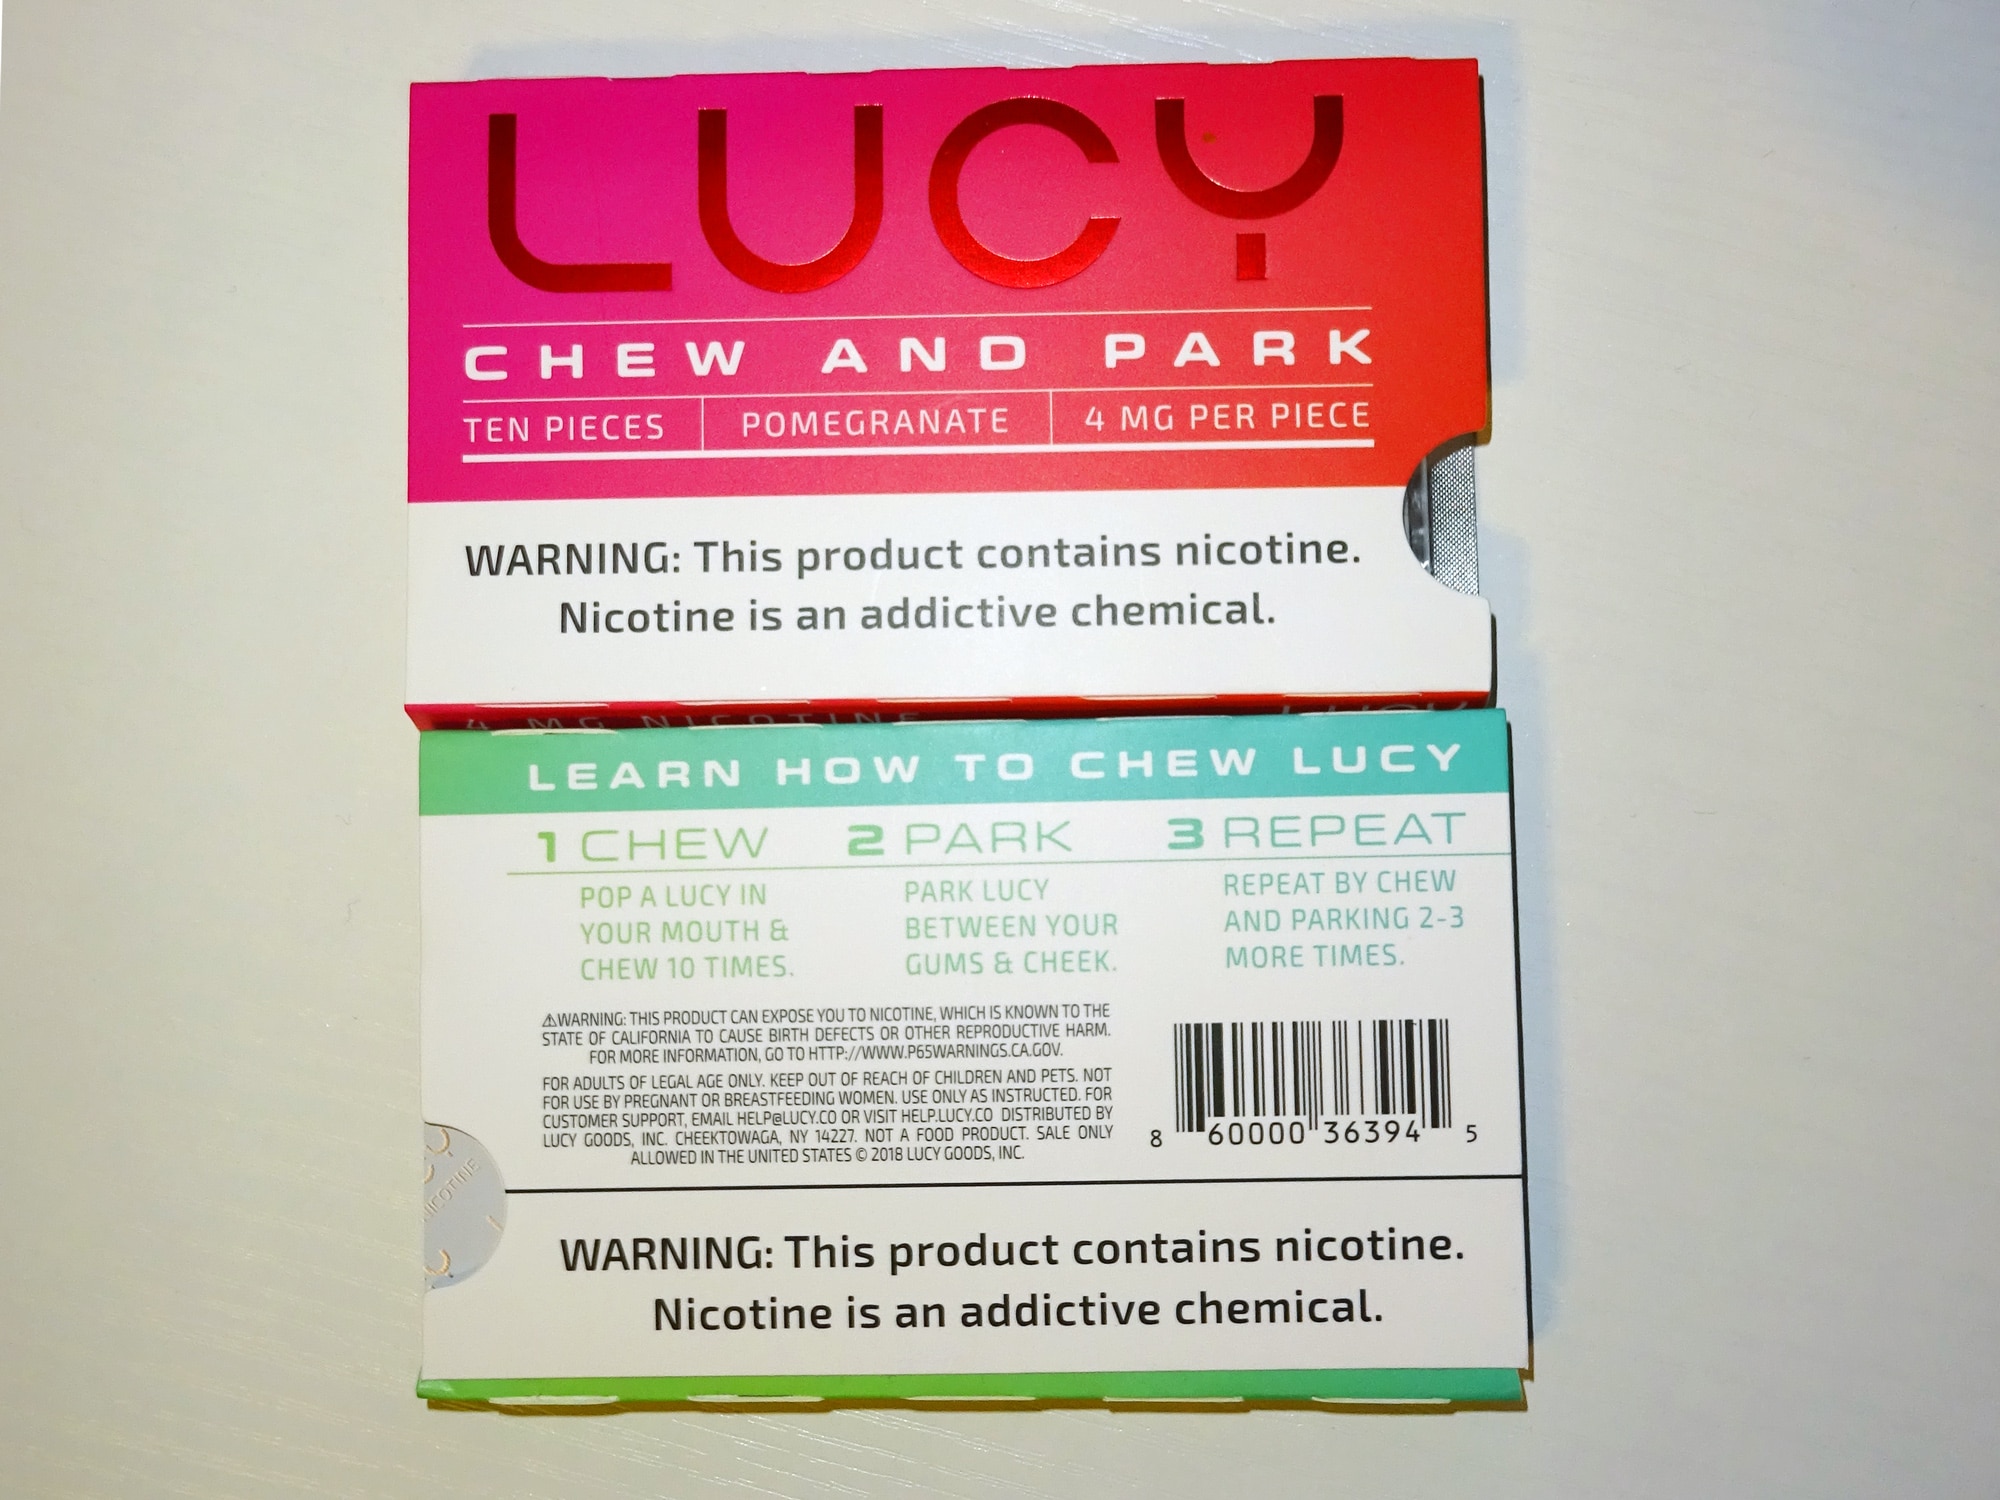 LUCY
CHEW AND PARK
TEN PIECES POMEGRANATE 4 MG PER PIECE
WARNING: This product contains nicotine.
Nicotine is an addictive chemical.
4 MG NICOTINE LUCY
LEARN HOW TO CHEW LUCY
1 CHEW 2 PARK 3 REPEAT
POP A LUCY IN
YOUR MOUTH &
CHEW 10 TIMES.
PARK LUCY
BETWEEN YOUR
GUMS & CHEEK.
REPEAT BY CHEW
AND PARKING 2-3
MORE TIMES.
⚠WARNING: THIS PRODUCT CAN EXPOSE YOU TO NICOTINE, WHICH IS KNOWN TO THE
STATE OF CALIFORNIA TO CAUSE BIRTH DEFECTS OR OTHER REPRODUCTIVE HARM.
FOR MORE INFORMATION, GO TO HTTP://WWW.P65WARNINGS.CA.GOV.
FOR ADULTS OF LEGAL AGE ONLY. KEEP OUT OF REACH OF CHILDREN AND PETS. NOT
FOR USE BY PREGNANT OR BREASTFEEDING WOMEN. USE ONLY AS INSTRUCTED. FOR
CUSTOMER SUPPORT, EMAIL HELP@LUCY.CO OR VISIT HELP.LUCY.CO DISTRIBUTED BY
LUCY GOODS, INC. CHEEKTOWAGA, NY 14227. NOT A FOOD PRODUCT. SALE ONLY
ALLOWED IN THE UNITED STATES © 2018 LUCY GOODS, INC.
8 60000 36394 5
NICOTINE
WARNING: This product contains nicotine.
Nicotine is an addictive chemical.